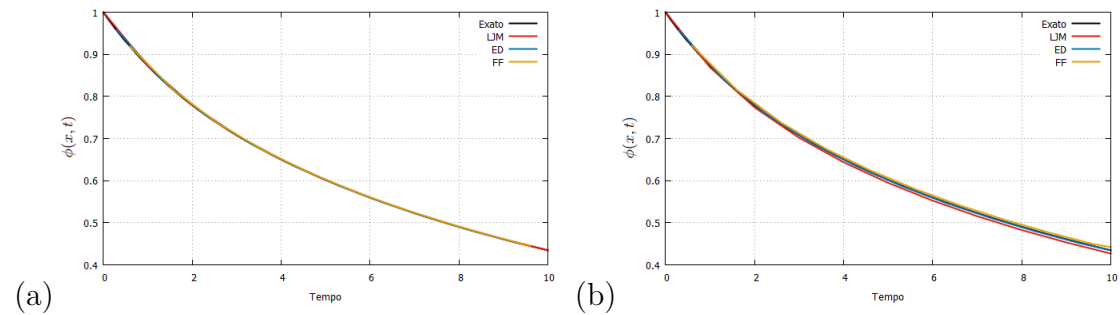 1
0.9
0.8
0.7
0.6
0.5
0.4
0 2 4 6 8 10
ϕ(x, t)
Tempo
Exato
LJM
ED
FF
(a)
1
0.9
0.8
0.7
0.6
0.5
0.4
0 2 4 6 8 10
ϕ(x, t)
Tempo
Exato
LJM
ED
FF
(b)